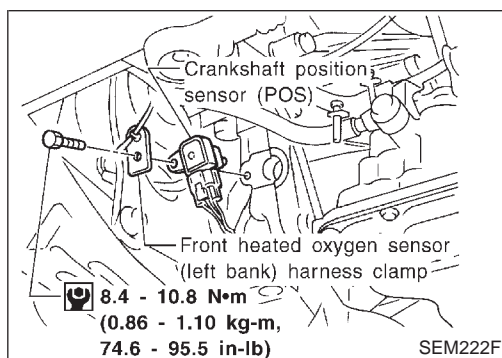 Crankshaft position
sensor (POS)
Front heated oxygen sensor
(left bank) harness clamp
8.4 - 10.8 N•m
(0.86 - 1.10 kg-m,
74.6 - 95.5 in-lb)
SEM222F